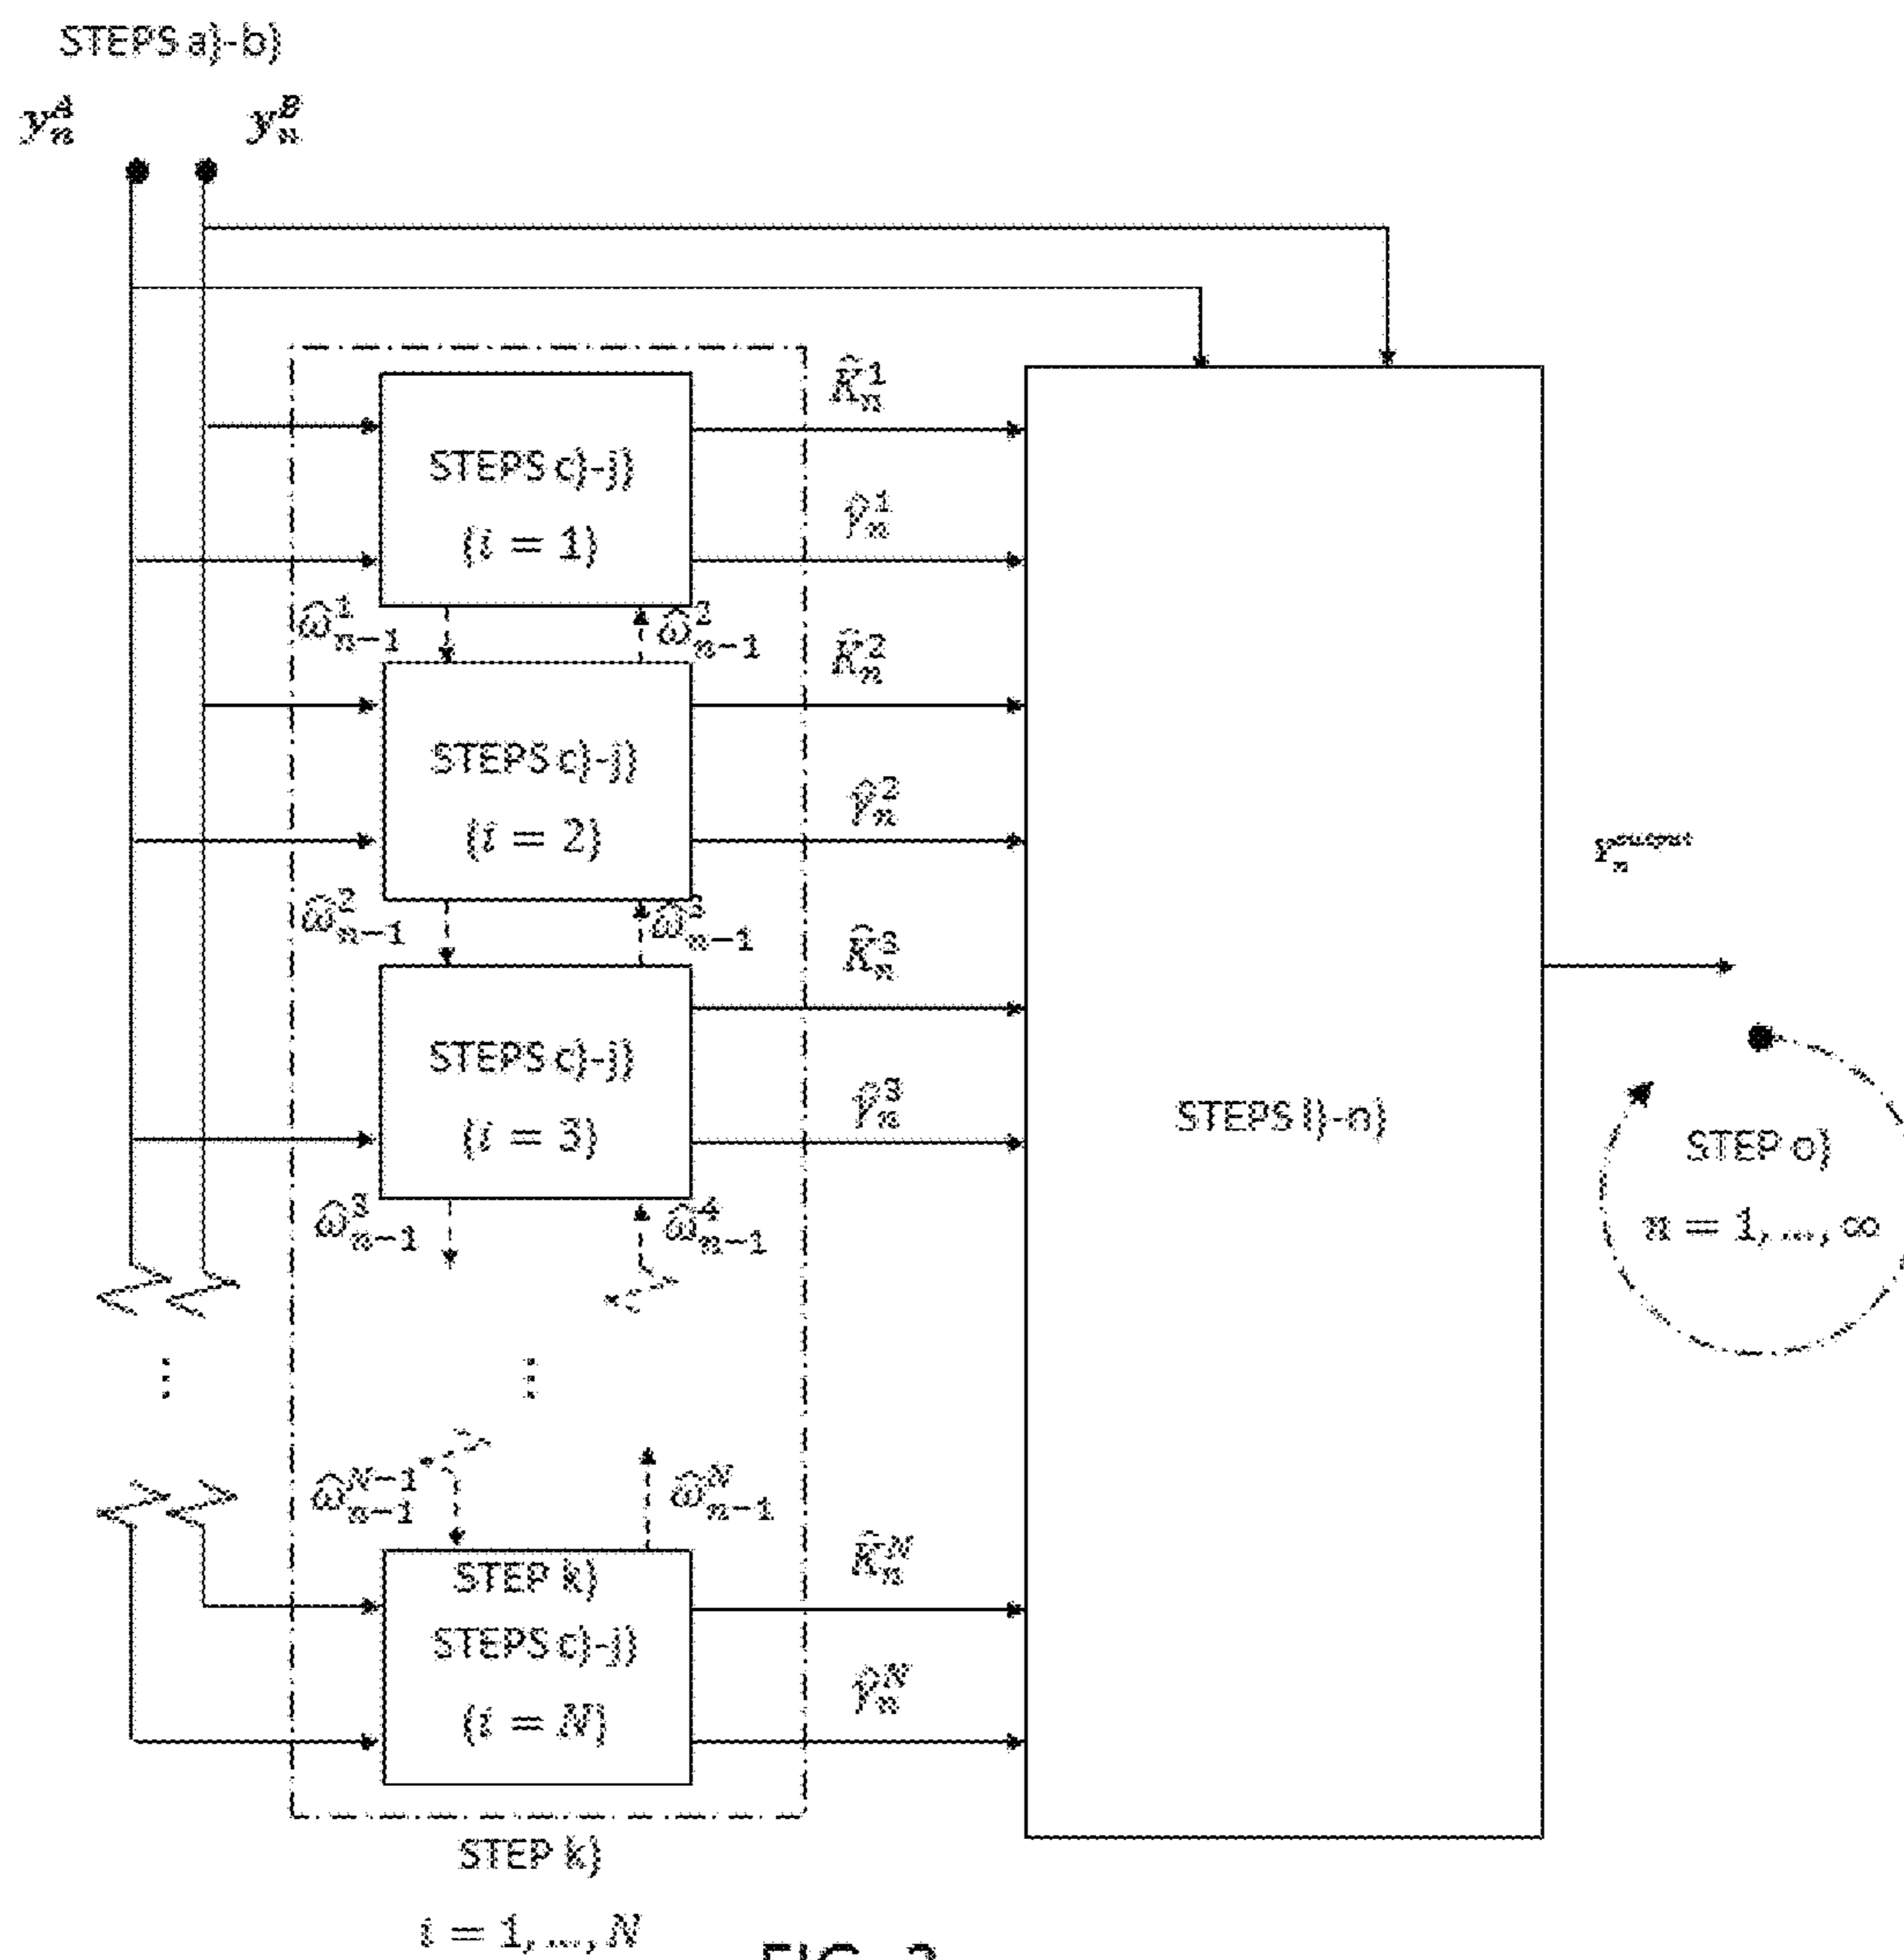 STEPS a)-b)
y_n^A y_n^B
K̂_n^1
STEPS c)-j)
(i = 1)
γ̂_n^1
ω̂_{n-1}^1 ω̂_{n-1}^2
K̂_n^2
STEPS c)-j)
(i = 2)
γ̂_n^2
ω̂_{n-1}^2 ω̂_{n-1}^3
K̂_n^3
STEPS c)-j)
(i = 3)
γ̂_n^3
ω̂_{n-1}^3 ω̂_{n-1}^4
⋮ ⋮
ω̂_{n-1}^{N-1} ω̂_{n-1}^N
K̂_n^N
STEP k)
STEPS c)-j)
(i = N)
γ̂_n^N
STEP k)
i = 1, ..., N
STEPS l)-n)
r_n^{output}
STEP o)
n = 1, ..., ∞